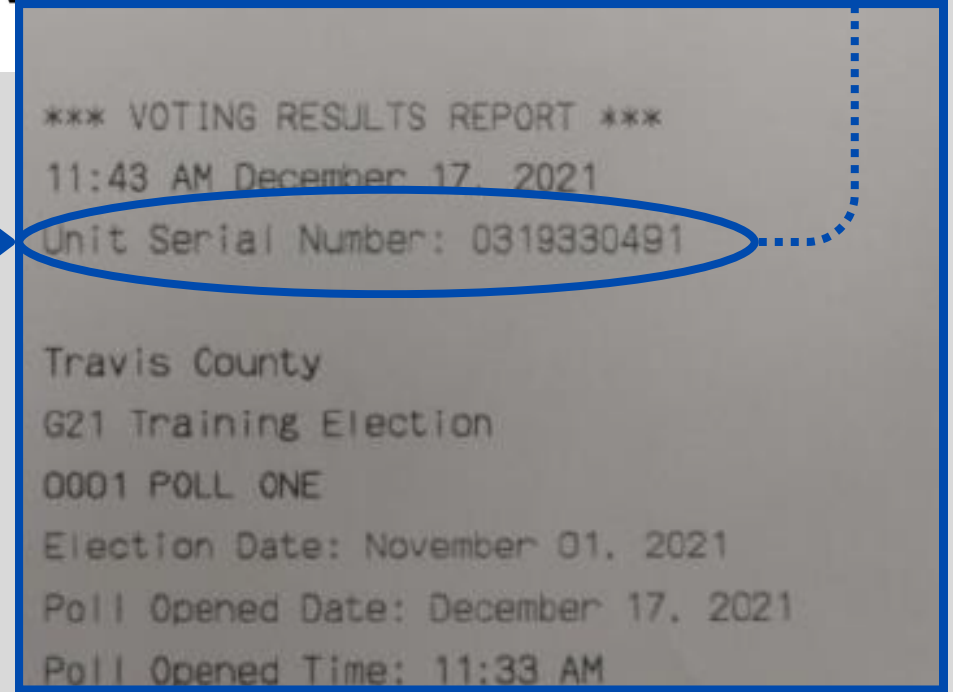 *** VOTING RESULTS REPORT ***
11:43 AM December 17, 2021
Unit Serial Number: 0319330491
Travis County
G21 Training Election
0001 POLL ONE
Election Date: November 01, 2021
Poll Opened Date: December 17, 2021
Poll Opened Time: 11:33 AM